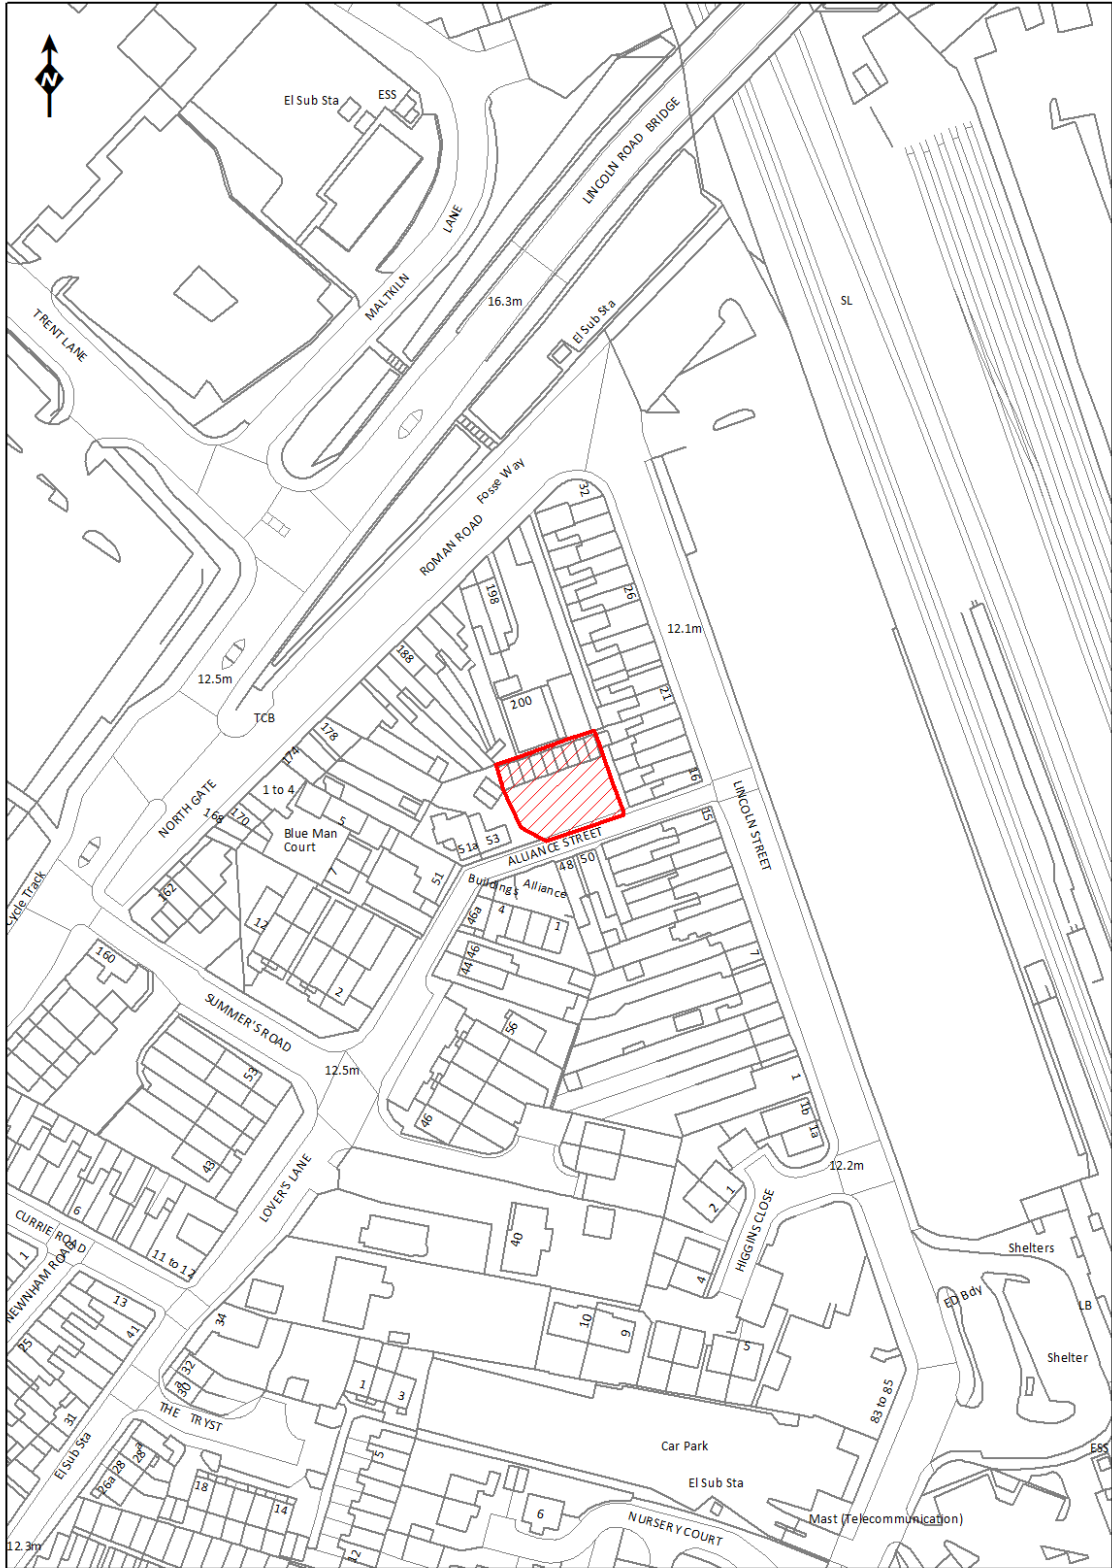 N
El Sub Sta
ESS
LINCOLN ROAD BRIDGE
MALTKILN
LANE
TRENT LANE
16.3m
El Sub Sta
SL
ROMAN ROAD
Fosse Way
32
198
26
12.1m
188
12.5m
TCB
200
21
178
174
1 to 4
16
LINCOLN STREET
NORTH GATE
168
170
5
Blue Man
Court
53
51a
ALLIANCE STREET
15
48
50
Cycle Track
162
7
51
Buildings
Alliance
46a
4
1
12
7
160
44
46
2
SUMMER'S ROAD
56
12.5m
53
1
46
1b
1a
43
12.2m
LOVER'S LANE
6
CURRIE ROAD
1
NEWNHAM ROAD
11 to 17
2
1
HIGGINS CLOSE
40
Shelters
4
ED Bdy
LB
13
41
34
10
9
25
5
Shelter
32
30
a
1
3
31
THE TRYST
83 to 85
El Sub Sta
28
28a
26a
5
Car Park
ESS
18
14
El Sub Sta
6
NURSERY COURT
Mast (Telecommunication)
12.3m
12